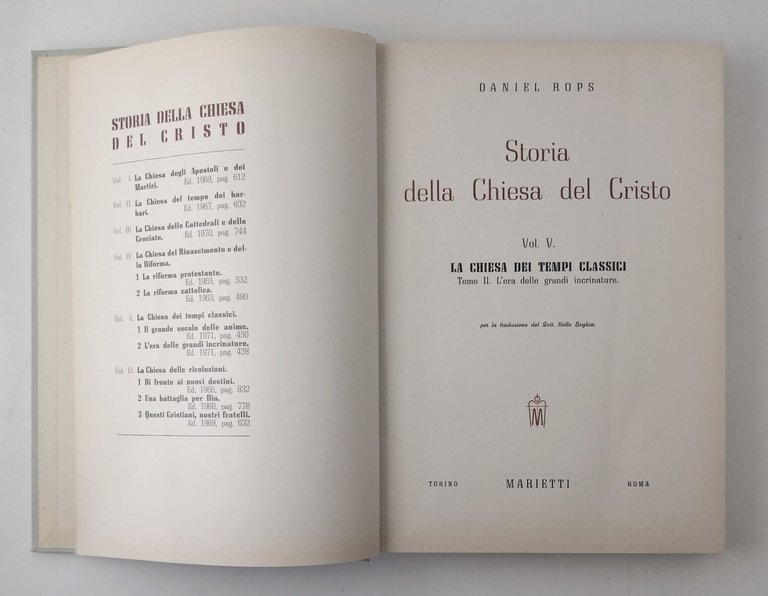 STORIA DELLA CHIESA
DEL CRISTO
Vol. I. La Chiesa degli Apostoli e dei
Martiri. Ed. 1969, pag. 612
Vol. II. La Chiesa del tempo dei bar-
bari. Ed. 1967, pag. 632
Vol. III La Chiesa delle Cattedrali e delle
Crociate. Ed. 1970, pag. 744
Vol. IV. La Chiesa del Rinascimento e del-
la Riforma.
1 La riforma protestante.
Ed. 1965, pag. 532
2 La riforma cattolica.
Ed. 1965, pag. 480
Vol. V. La Chiesa dei tempi classici.
1 Il grande secolo delle anime.
Ed. 1971, pag. 450
2 L'era delle grandi incrinature.
Ed. 1971, pag. 428
Vol. VI. La Chiesa delle rivoluzioni.
1 Di fronte ai nuovi destini.
Ed. 1966, pag. 832
2 Una battaglia per Dio.
Ed. 1968, pag. 778
3 Questi Cristiani, nostri fratelli.
Ed. 1969, pag. 632
DANIEL ROPS
Storia
della Chiesa del Cristo
Vol. V.
LA CHIESA DEI TEMPI CLASSICI
Tomo II. L'era delle grandi incrinature.
per la traduzione del Dott. Nello Beghin.
M
TORINO MARIETTI ROMA